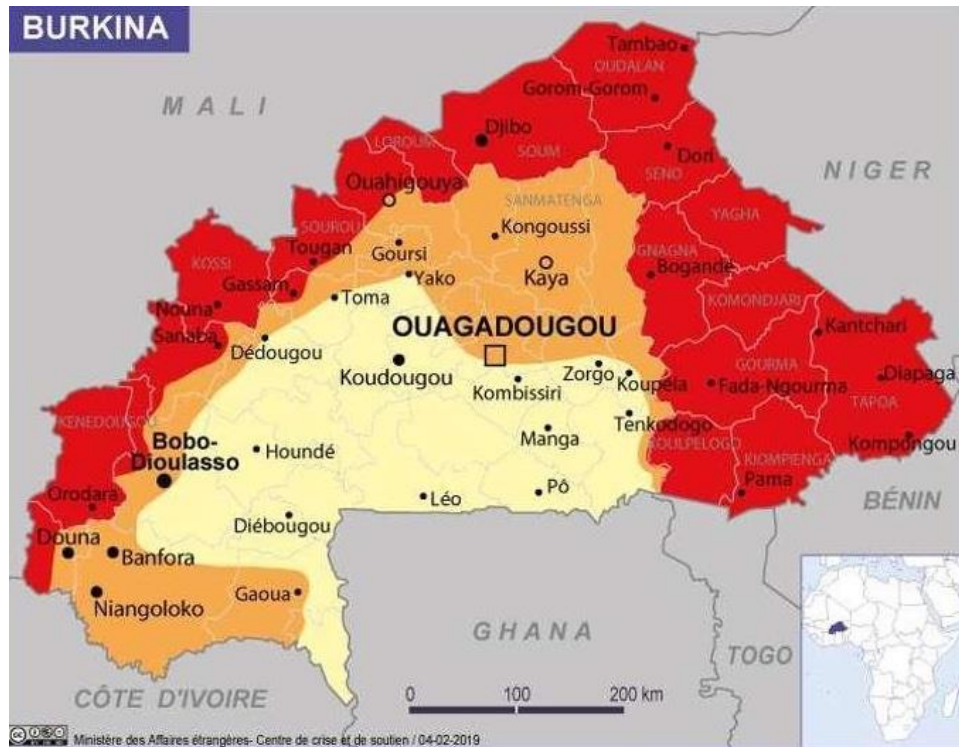 BURKINA
Tambao
OUDALAN
Gorom-Gorom
MALI
Djibo
LOROUM
SOUM
Dori
NIGER
SENO
Ouahigouya
SANMATENGA
YAGHA
SOUROU
Kongoussi
Tougan
Goursi
GNAGNA
KOSSI
Kaya
Bogandé
Gassam
Yako
KOMONDJARI
Nouna
Toma
OUAGADOUGOU
Kantchari
Sanaba
Dédougou
GOURMA
Koudougou
Zorgo
Koupéla
Fada-Ngourma
Diapaga
Kombissiri
TAPOA
KENEDOUGOU
Tenkodogo
Manga
KOULPELOGO
Kompongou
Bobo-
Dioulasso
Houndé
KIOMPIENGA
Pama
Orodara
Léo
Pô
BÉNIN
Diébougou
Douna
Banfora
Niangoloko
Gaoua
GHANA
TOGO
CÔTE D'IVOIRE
0 100 200 km
Ministère des Affaires étrangères- Centre de crise et de soutien / 04-02-2019